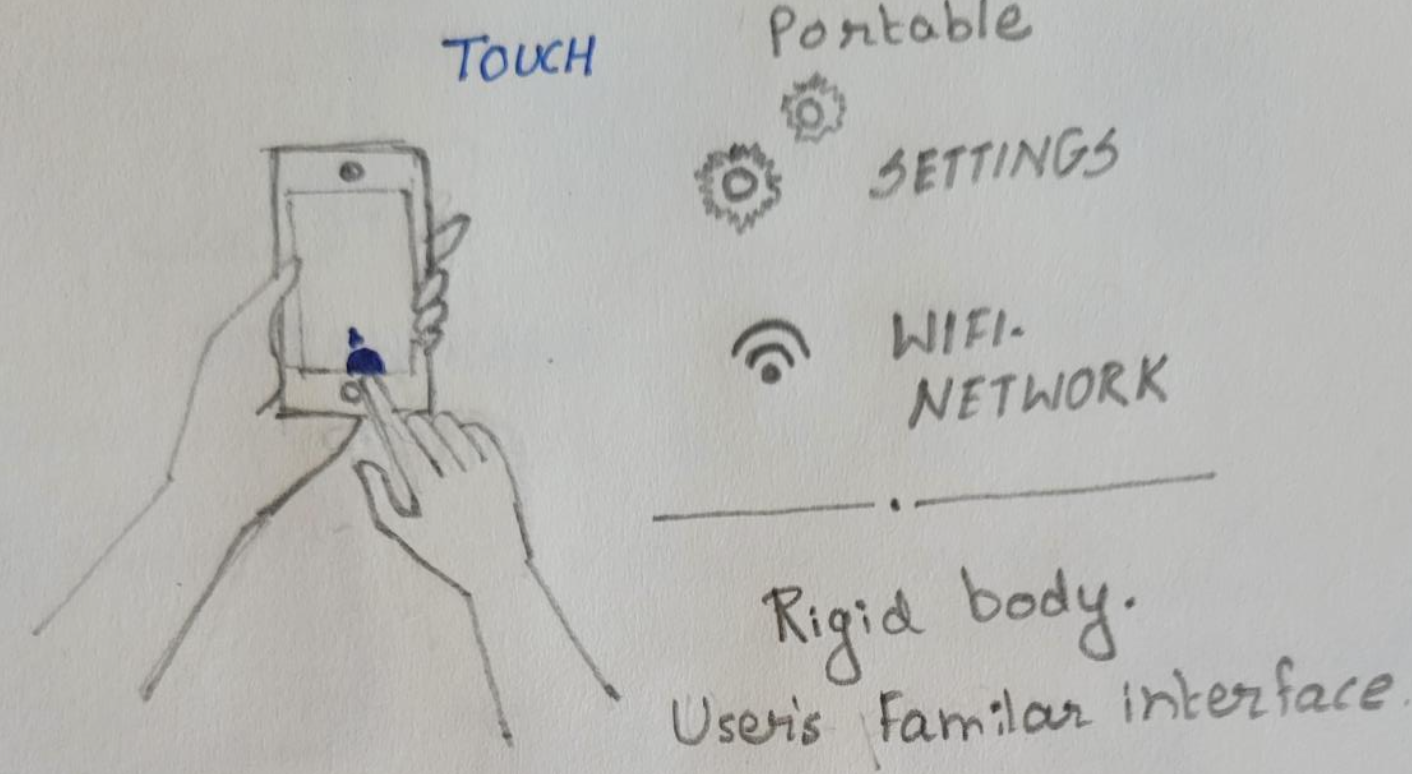 TOUCH
Portable
SETTINGS
WIFI-
NETWORK
Rigid body.
User's Familar interface.